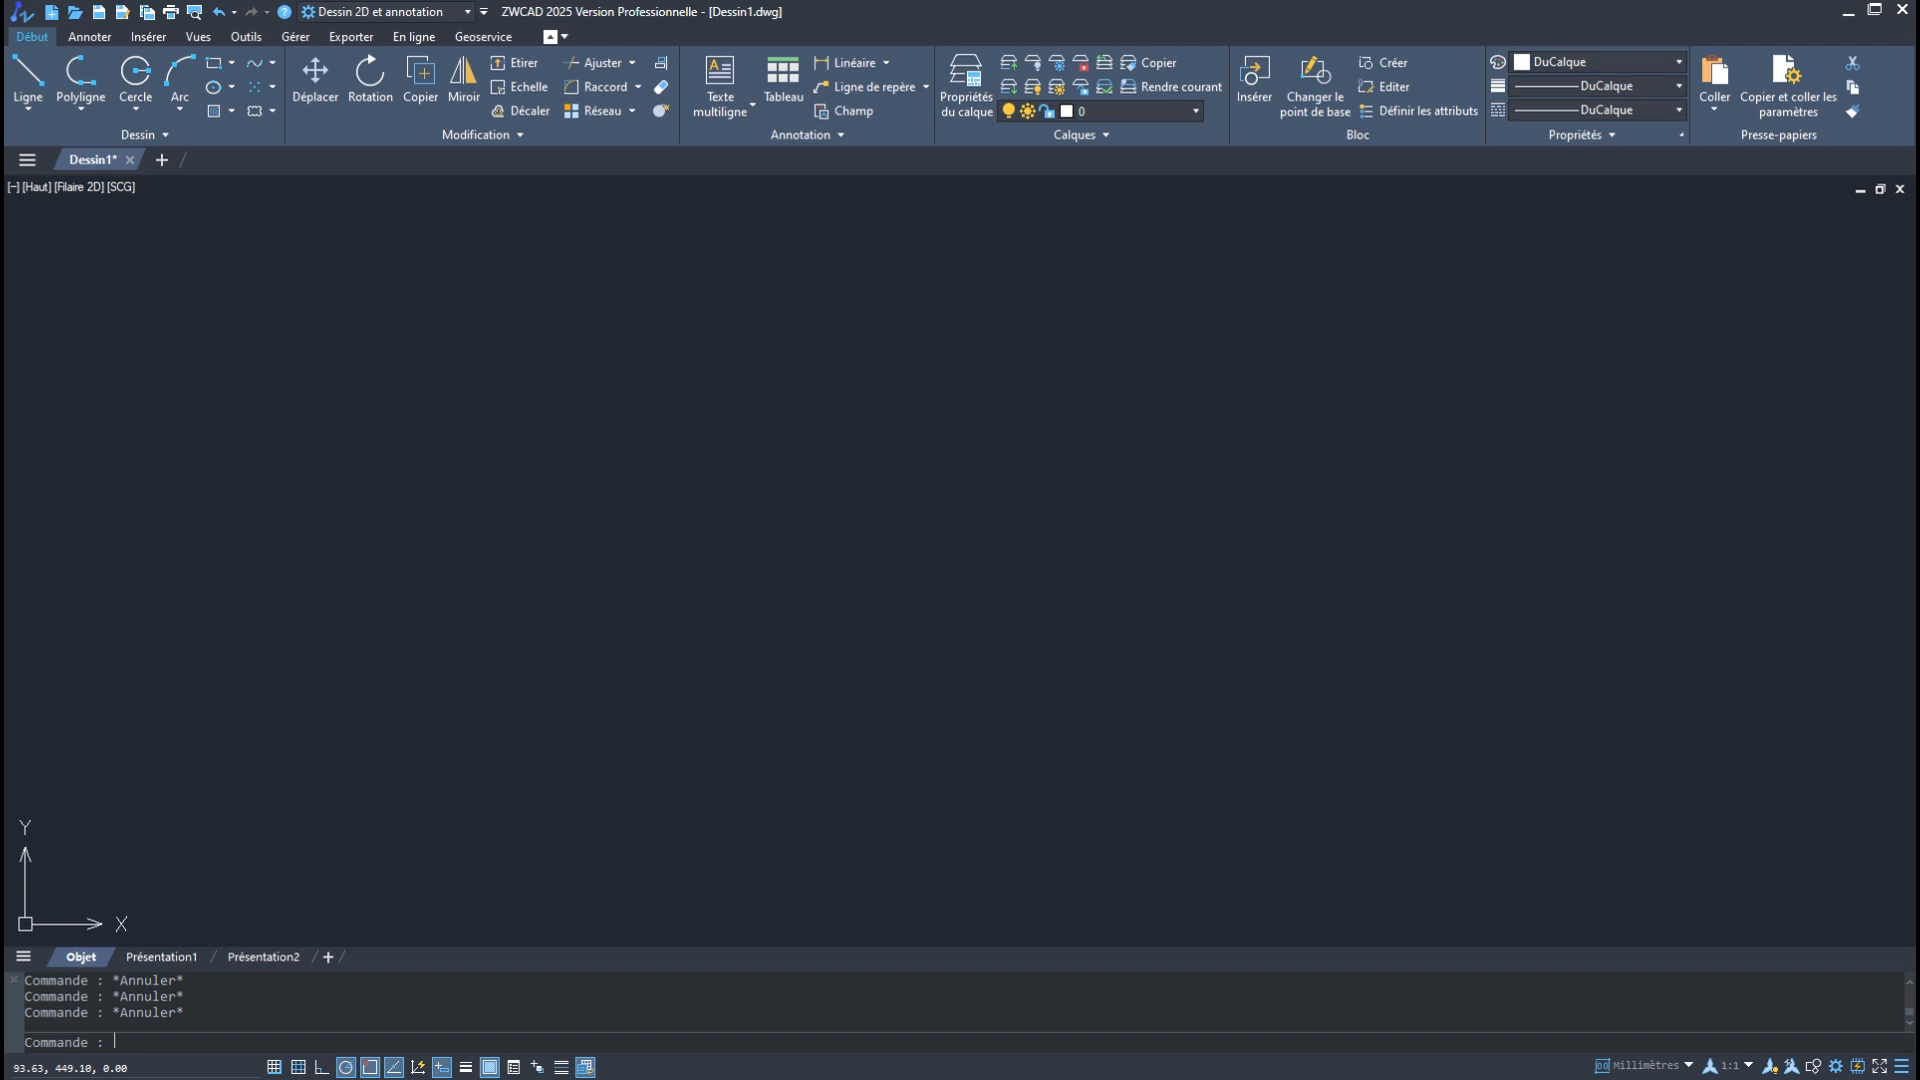 Dessin 2D et annotation ZWCAD 2025 Version Professionnelle - [Dessin1.dwg]
Début Annoter Insérer Vues Outils Gérer Exporter En ligne Geoservice
Ligne Polyligne Cercle Arc
Dessin
Déplacer Rotation Copier Miroir
Etirer Ajuster
Echelle Raccord
Décaler Réseau
Modification
Texte
multiligne
Tableau
Linéaire
Ligne de repère
Champ
Annotation
Propriétés
du calque
Copier
Rendre courant
0
Calques
Insérer
Changer le
point de base
Créer
Editer
Définir les attributs
Bloc
DuCalque
DuCalque
DuCalque
Propriétés
Coller
Copier et coller les
paramètres
Presse-papiers
Dessin1*
[-] [Haut] [Filaire 2D] [SCG]
Y
X
Objet Présentation1 Présentation2
Commande : *Annuler*
Commande : *Annuler*
Commande : *Annuler*
Commande :
93.63, 449.10, 0.00 Millimètres 1:1